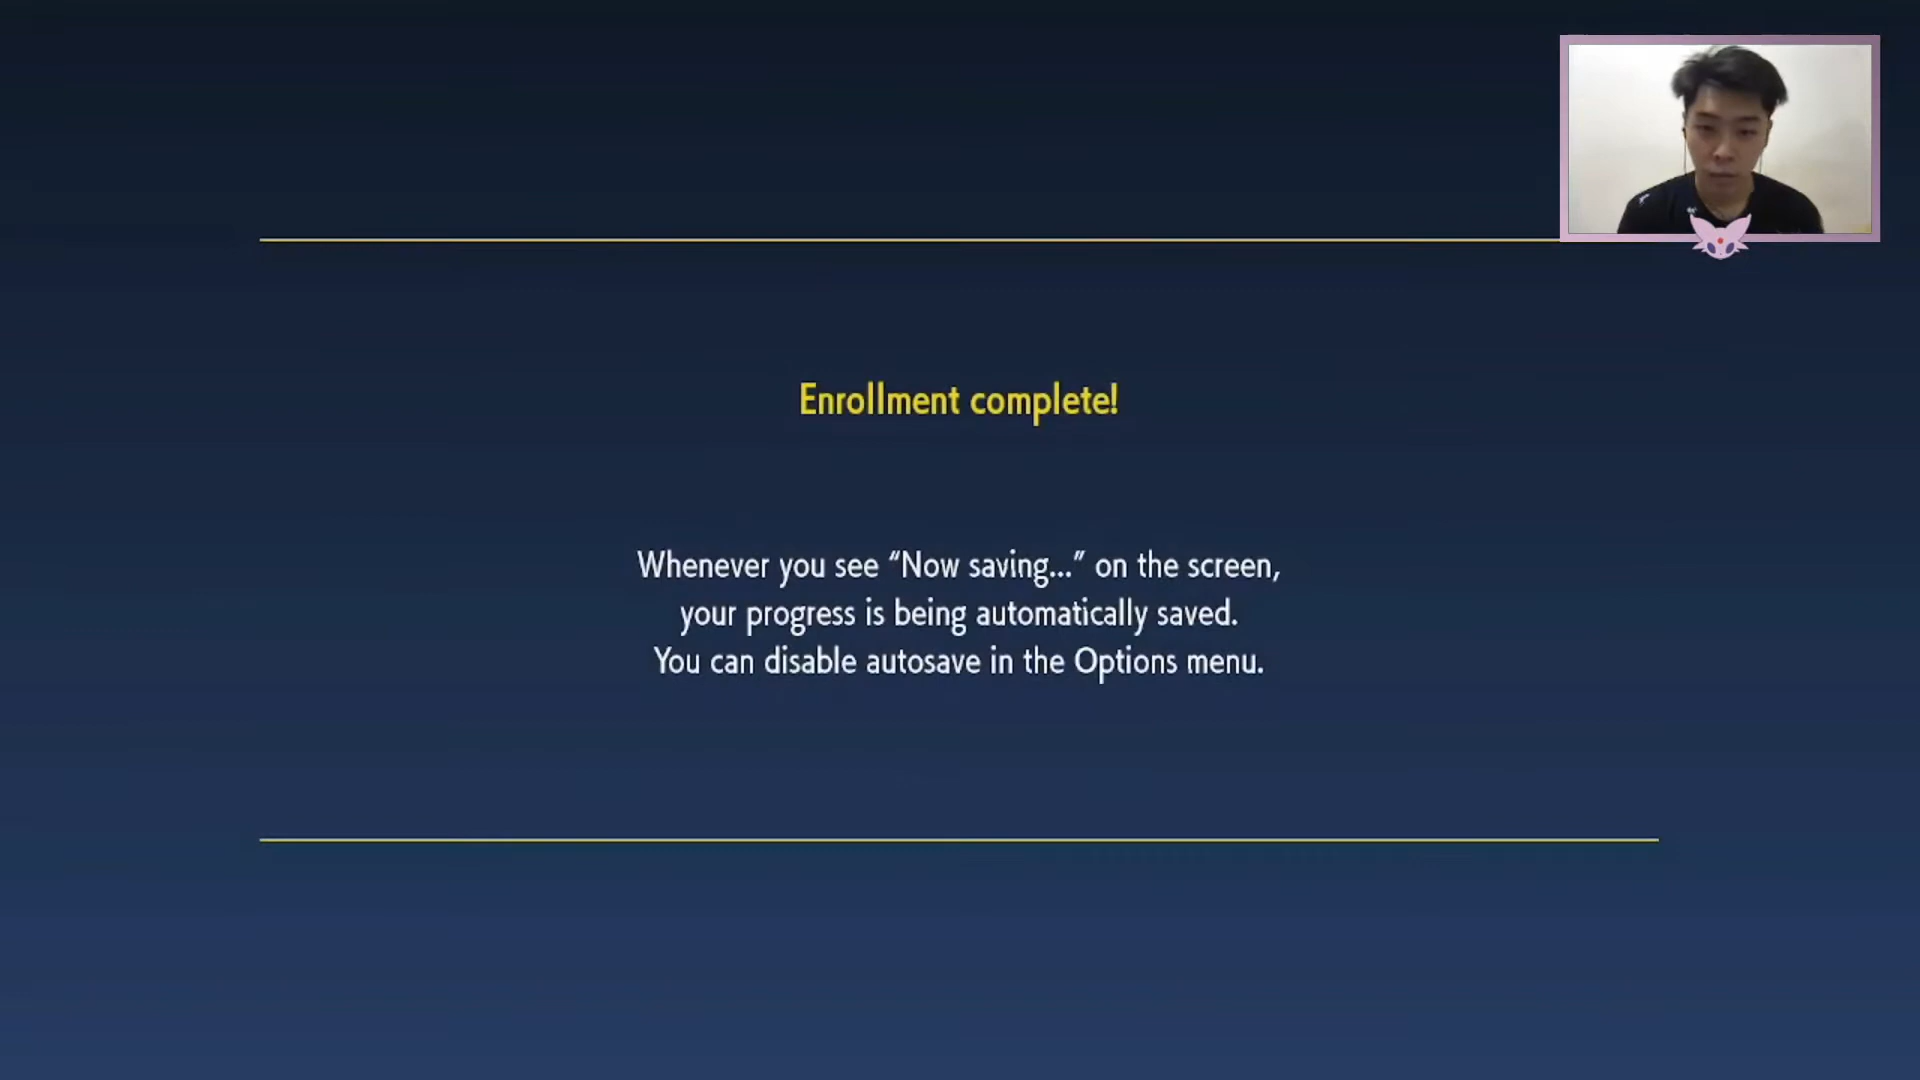 Enrollment complete!
Whenever you see “Now saving...” on the screen,
your progress is being automatically saved.
You can disable autosave in the Options menu.